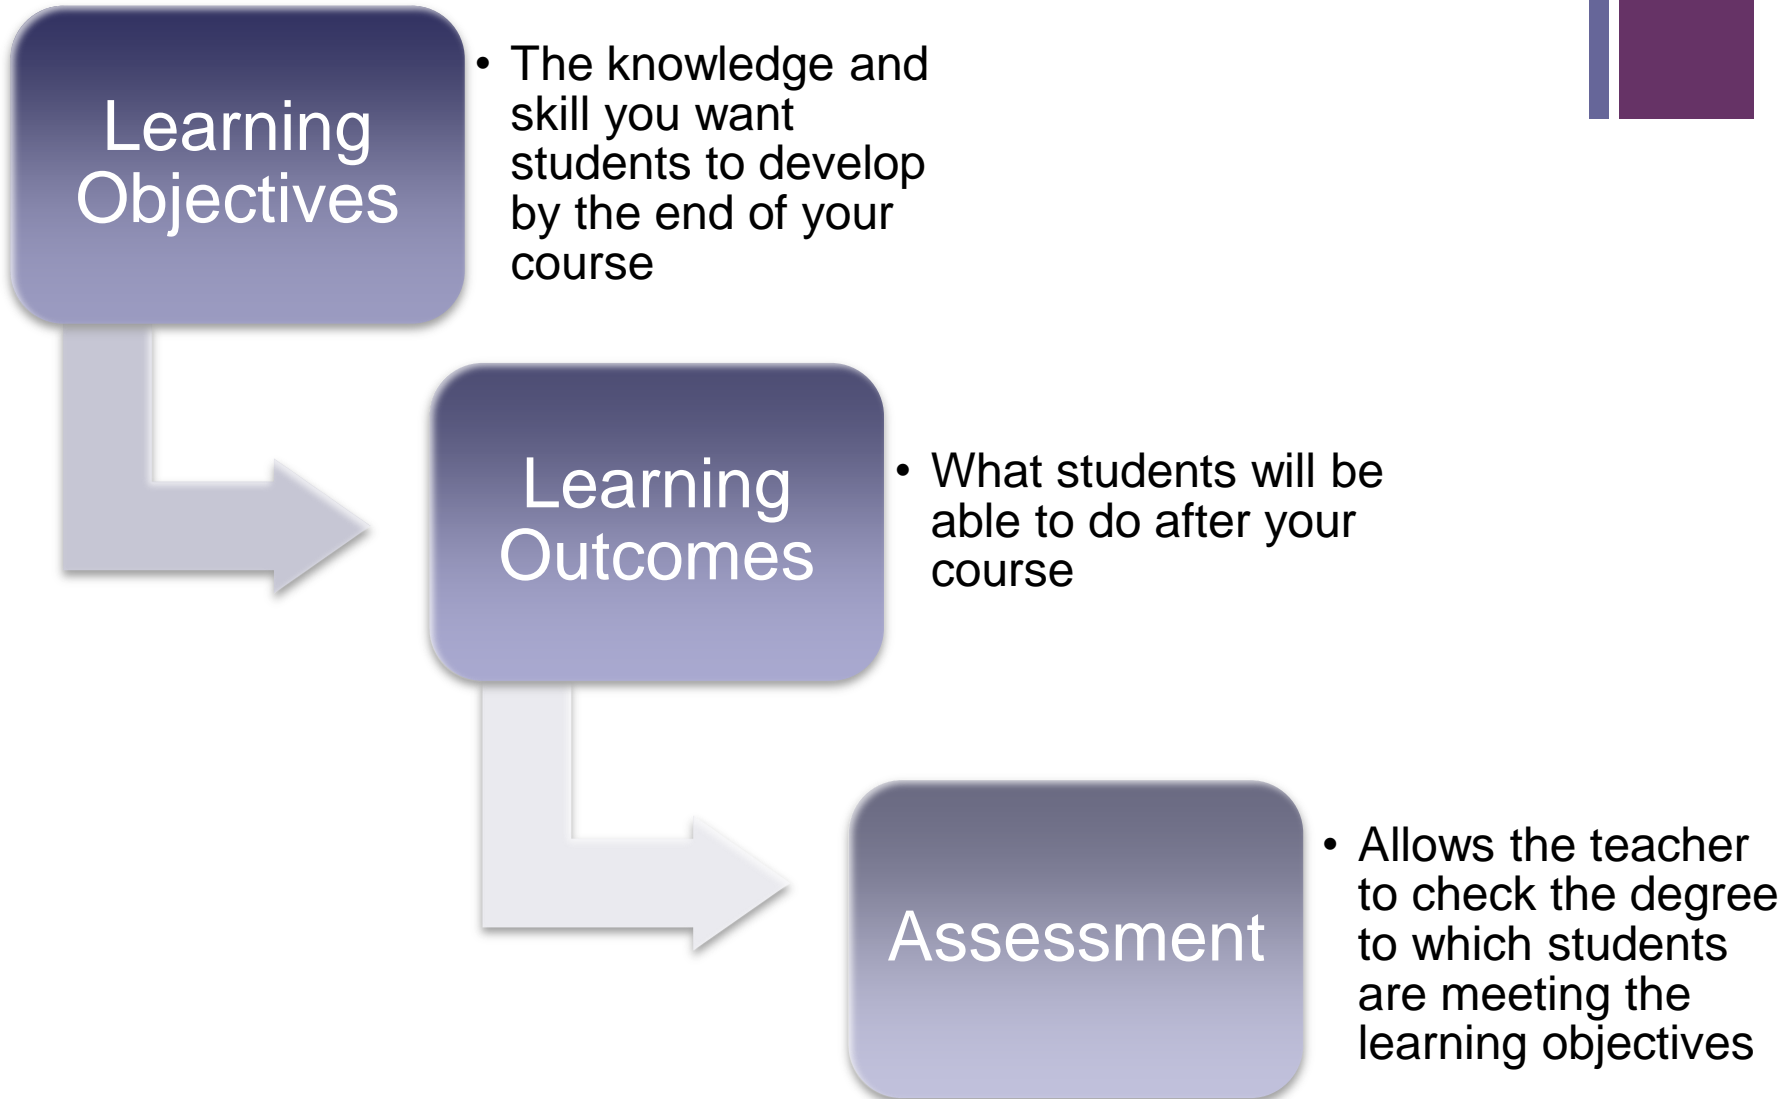 Learning
Objectives
• The knowledge and
skill you want
students to develop
by the end of your
course
Learning
Outcomes
• What students will be
able to do after your
course
Assessment
• Allows the teacher
to check the degree
to which students
are meeting the
learning objectives